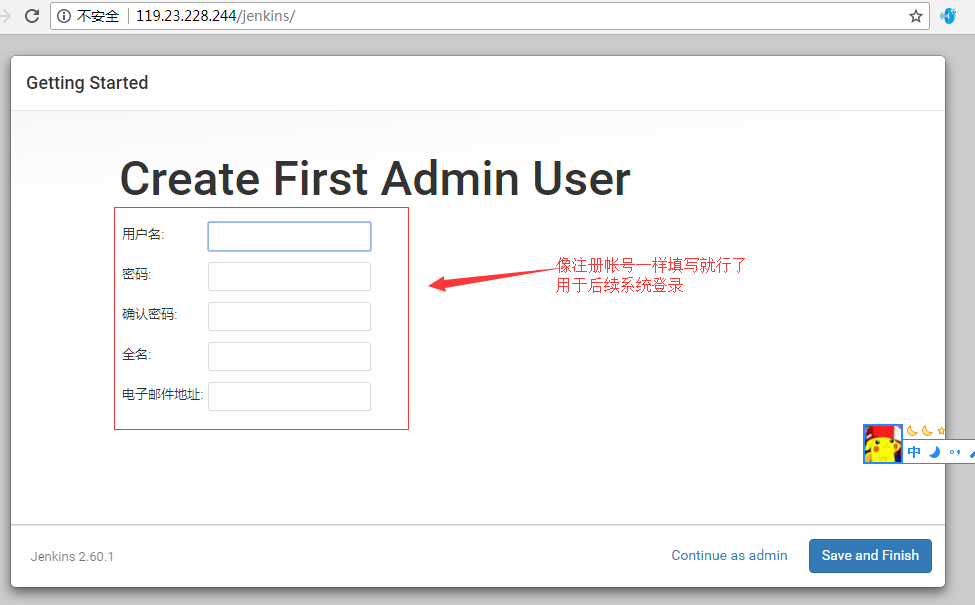 不安全 119.23.228.244/jenkins/
Getting Started
Create First Admin User
用户名:
密码:
确认密码:
全名:
电子邮件地址:
像注册帐号一样填写就行了
用于后续系统登录
中
Jenkins 2.60.1
Continue as admin
Save and Finish